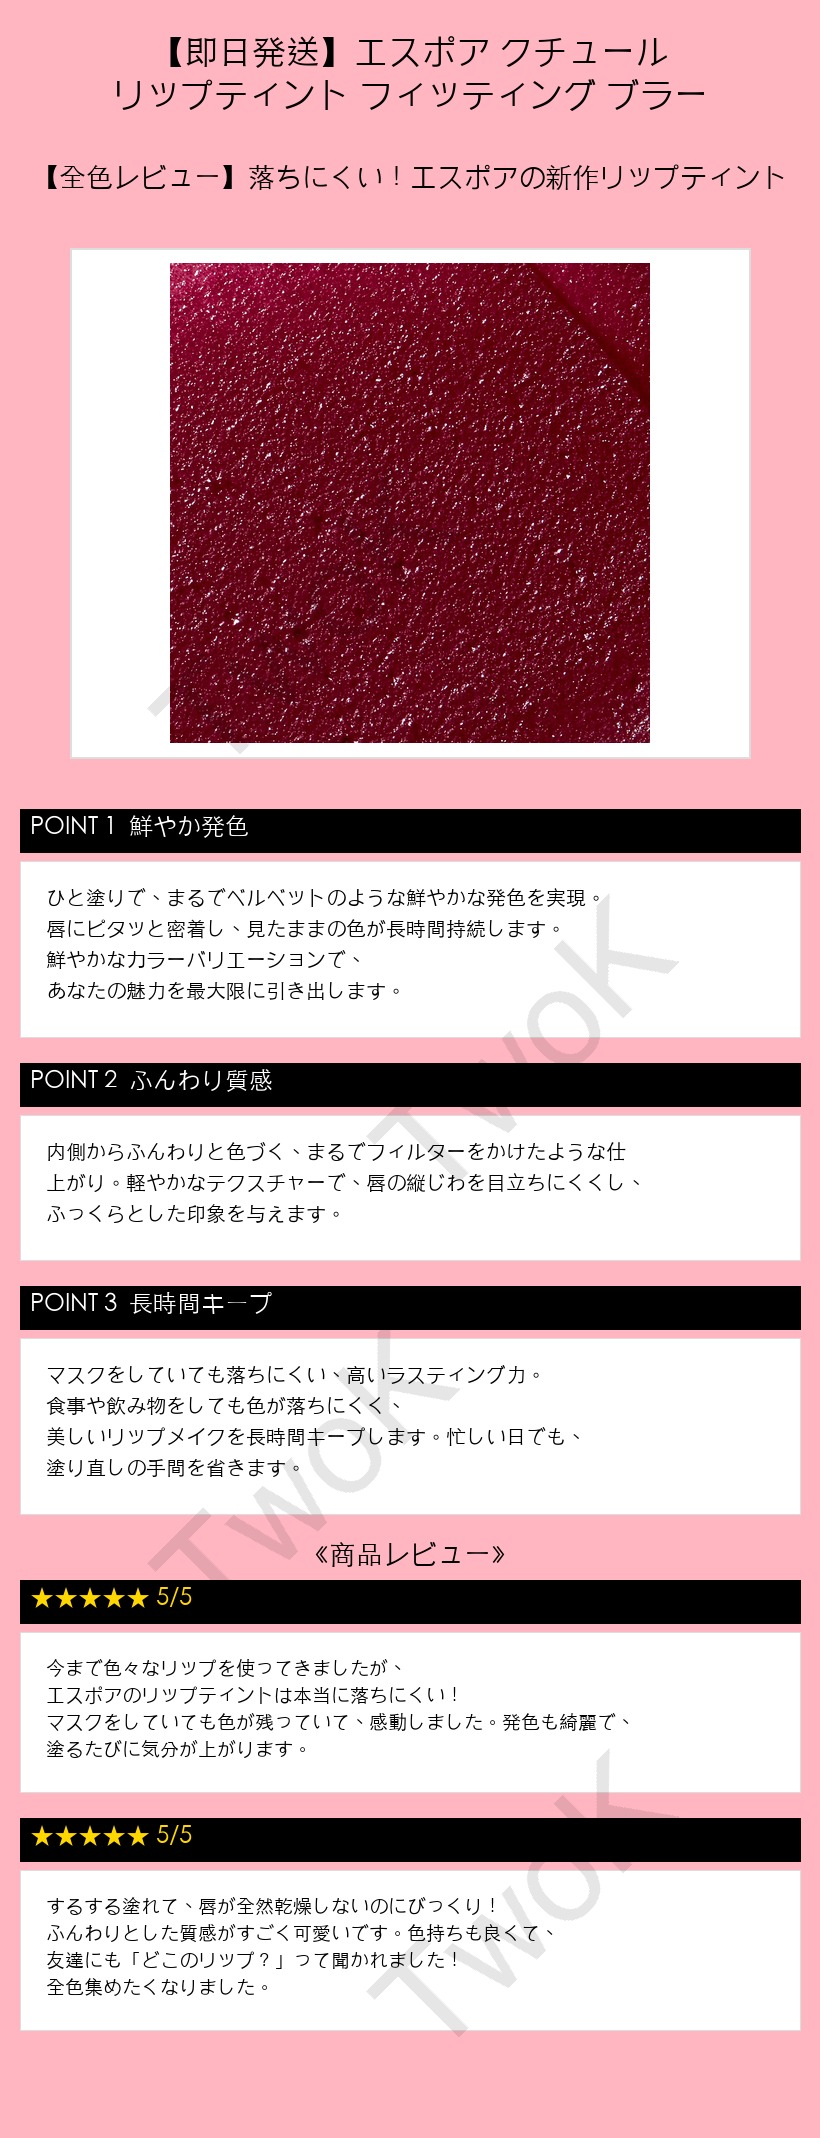 【即日発送】エスポア クチュール
リップティント フィッティング ブラー
【全色レビュー】落ちにくい！エスポアの新作リップティント
POINT 1 鮮やか発色
ひと塗りで、まるでベルベットのような鮮やかな発色を実現。
唇にピタッと密着し、見たままの色が長時間持続します。
鮮やかなカラーバリエーションで、
あなたの魅力を最大限に引き出します。
POINT 2 ふんわり質感
内側からふんわりと色づく、まるでフィルターをかけたような仕
上がり。軽やかなテクスチャーで、唇の縦じわを目立ちにくくし、
ふっくらとした印象を与えます。
POINT 3 長時間キープ
マスクをしていても落ちにくい、高いラスティング力。
食事や飲み物をしても色が落ちにくく、
美しいリップメイクを長時間キープします。忙しい日でも、
塗り直しの手間を省きます。
《商品レビュー》
★★★★★ 5/5
今まで色々なリップを使ってきましたが、
エスポアのリップティントは本当に落ちにくい！
マスクをしていても色が残っていて、感動しました。発色も綺麗で、
塗るたびに気分が上がります。
★★★★★ 5/5
するする塗れて、唇が全然乾燥しないのにびっくり！
ふんわりとした質感がすごく可愛いです。色持ちも良くて、
友達にも「どこのリップ？」って聞かれました！
全色集めたくなりました。
TwoK
TwoK
TwoK